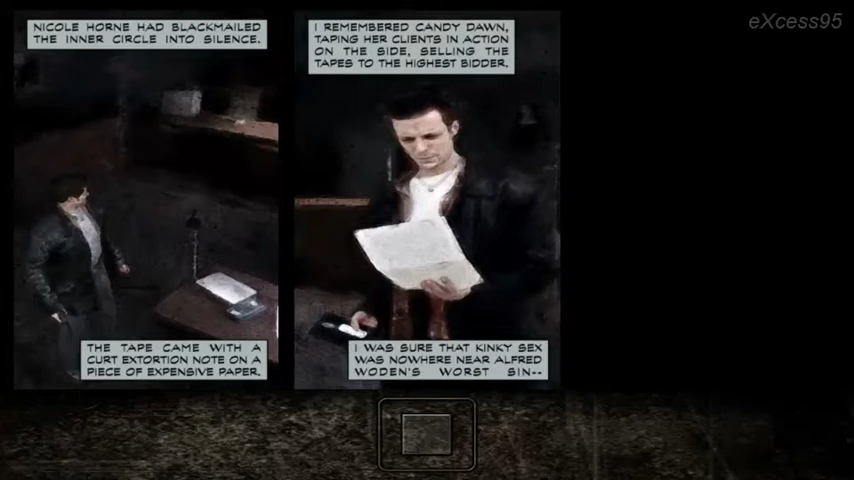 eXcess95
NICOLE HORNE HAD BLACKMAILED
THE INNER CIRCLE INTO SILENCE.
THE TAPE CAME WITH A
CURT EXTORTION NOTE ON A
PIECE OF EXPENSIVE PAPER.
I REMEMBERED CANDY DAWN,
TAPING HER CLIENTS IN ACTION
ON THE SIDE, SELLING THE
TAPES TO THE HIGHEST BIDDER.
I WAS SURE THAT KINKY SEX
WAS NOWHERE NEAR ALFRED
WODEN'S WORST SIN--